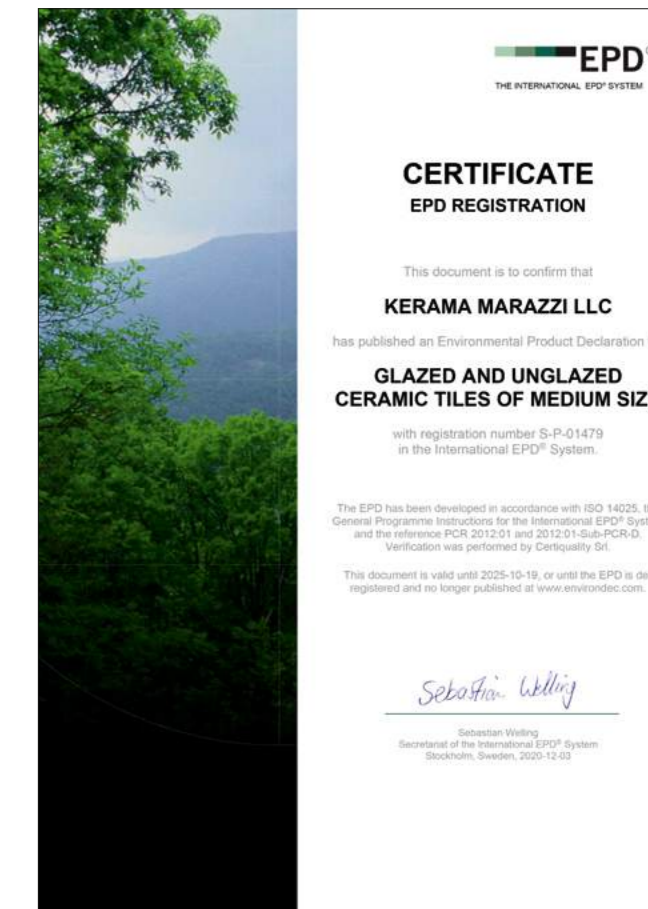 EPD®
THE INTERNATIONAL EPD® SYSTEM
CERTIFICATE
EPD REGISTRATION
This document is to confirm that
KERAMA MARAZZI LLC
has published an Environmental Product Declaration
GLAZED AND UNGLAZED
CERAMIC TILES OF MEDIUM SIZ
with registration number S-P-01479
in the International EPD® System.
The EPD has been developed in accordance with ISO 14025, th
General Programme Instructions for the International EPD® Syst
and the reference PCR 2012:01 and 2012:01-Sub-PCR-D.
Verification was performed by Certiquality Srl.
This document is valid until 2025-10-19, or until the EPD is de
registered and no longer published at www.environdec.com.
Sebastian Welling
Sebastian Welling
Secretariat of the International EPD® System
Stockholm, Sweden, 2020-12-03